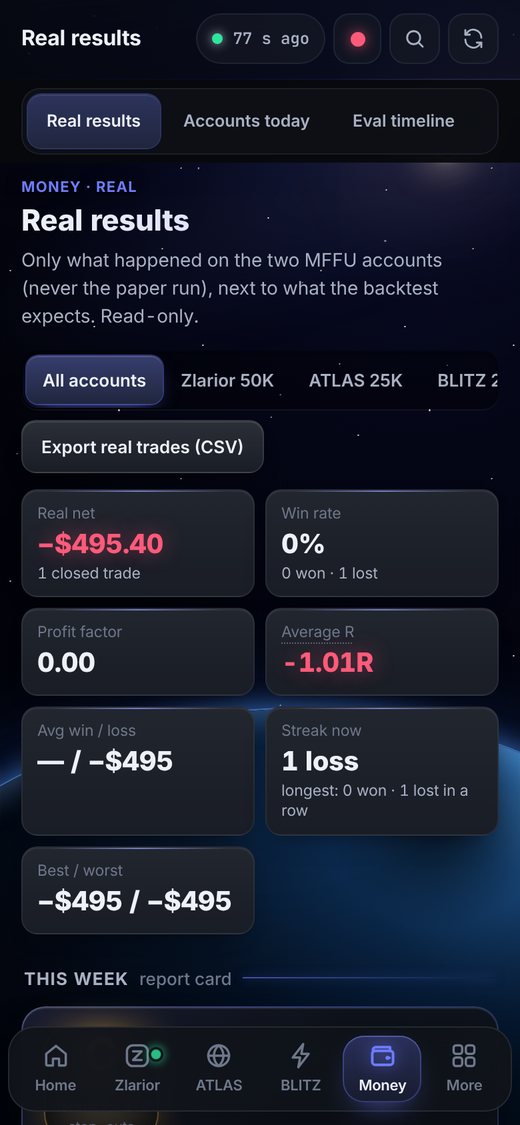 Real results
77 s ago
Real results
Accounts today
Eval timeline
MONEY · REAL
Real results
Only what happened on the two MFFU accounts
(never the paper run), next to what the backtest
expects. Read-only.
All accounts
Zlarior 50K
ATLAS 25K
BLITZ 2
Export real trades (CSV)
Real net
−$495.40
1 closed trade
Win rate
0%
0 won · 1 lost
Profit factor
0.00
Average R
-1.01R
Avg win / loss
— / −$495
Streak now
1 loss
longest: 0 won · 1 lost in a
row
Best / worst
−$495 / −$495
THIS WEEK report card
Home
Zlarior
ATLAS
BLITZ
Money
More